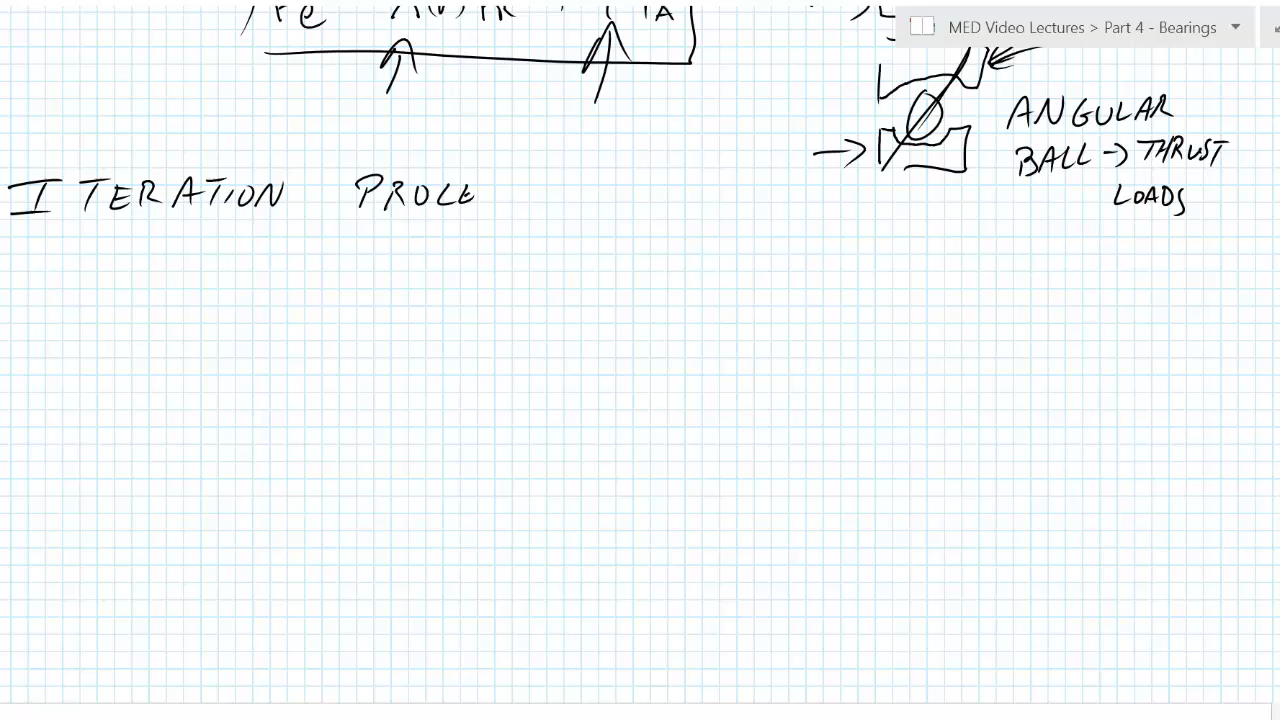 MED Video Lectures > Part 4 - Bearings
ANGULAR
BALL → THRUST
LOADS
ITERATION PROCE